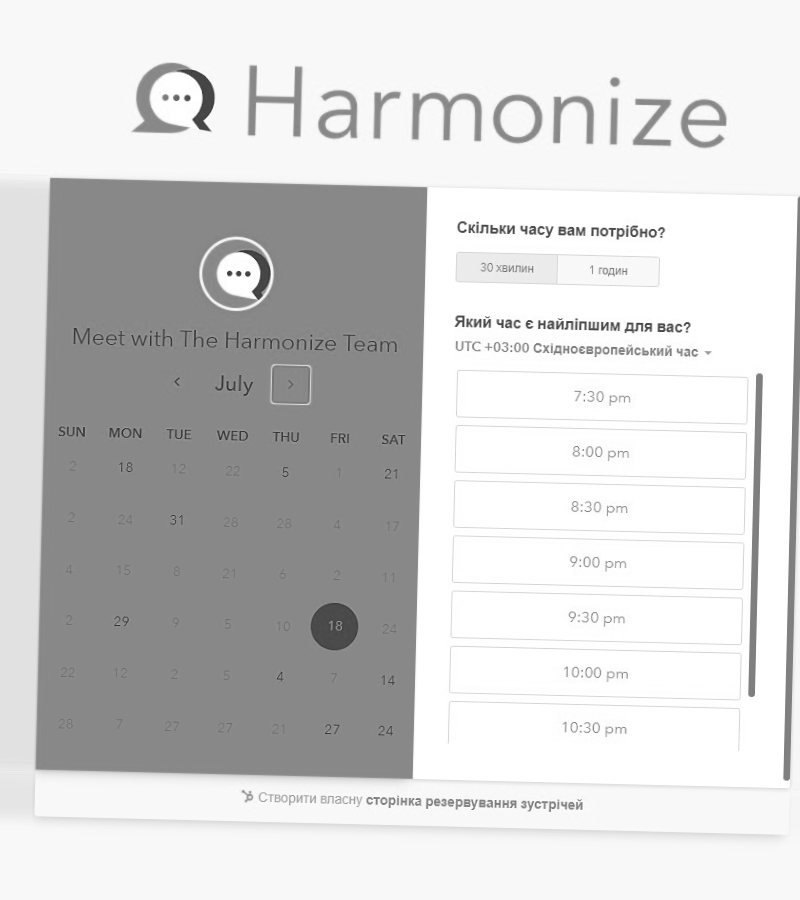 Harmonize
Meet with The Harmonize Team
July
SUN MON TUE WED THU FRI SAT
2 18 12 22 5 1 21
2 24 31 28 28 4 17
4 15 8 21 6 2 11
2 29 9 5 10 18 24
22 12 2 5 4 7 14
28 7 27 27 21 27 24
Скільки часу вам потрібно?
30 хвилин 1 годин
Який час є найліпшим для вас?
UTC +03:00 Східноєвропейський час
7:30 pm
8:00 pm
8:30 pm
9:00 pm
9:30 pm
10:00 pm
10:30 pm
Створити власну сторінка резервування зустрічей